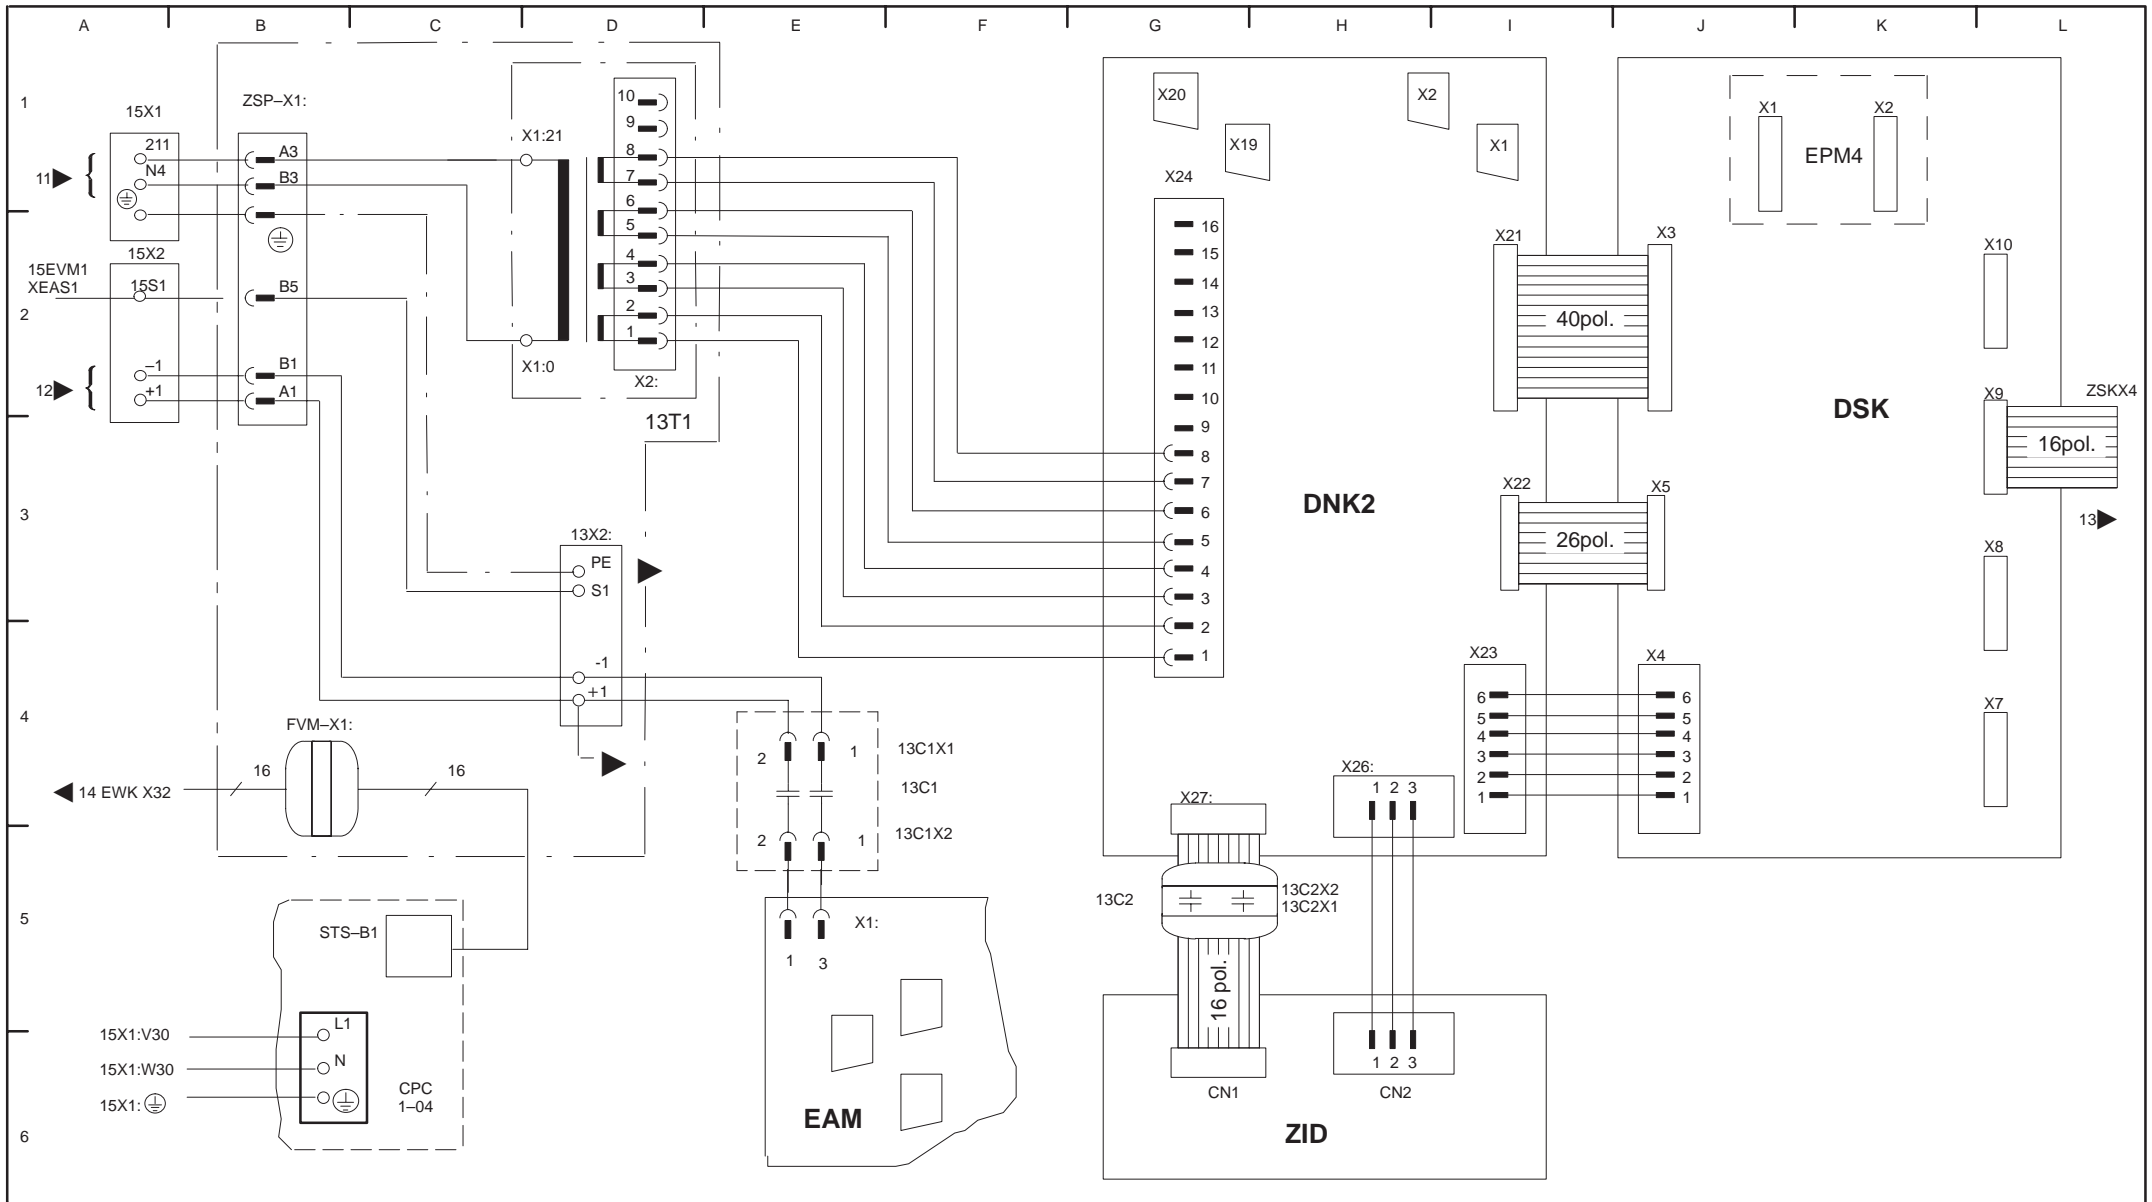 A B C D E F G H I J K L
1
2
3
4
5
6
15X1
211
N4
11
15X2
15EVM1
XEAS1
15S1
–1
+1
12
ZSP–X1:
A3
B3
B5
B1
A1
X1:21
X1:0
10
9
8
7
6
5
4
3
2
1
X2:
13T1
13X2:
PE
S1
-1
+1
FVM–X1:
16
16
14 EWK X32
STS–B1
L1
N
CPC
1–04
15X1:V30
15X1:W30
15X1:
2 1
13C1X1
13C1
13C1X2
2 1
X1:
1 3
EAM
X20
X19
X2
X1
X24
16
15
14
13
12
11
10
9
8
7
6
5
4
3
2
1
DNK2
X21
X3
40pol.
X22
X5
26pol.
X23
6
5
4
3
2
1
X4
6
5
4
3
2
1
X26:
1 2 3
X27:
13C2
13C2X2
13C2X1
16 pol.
CN1
1 2 3
CN2
ZID
X1
X2
EPM4
DSK
X10
X9
ZSKX4
16pol.
13
X8
X7